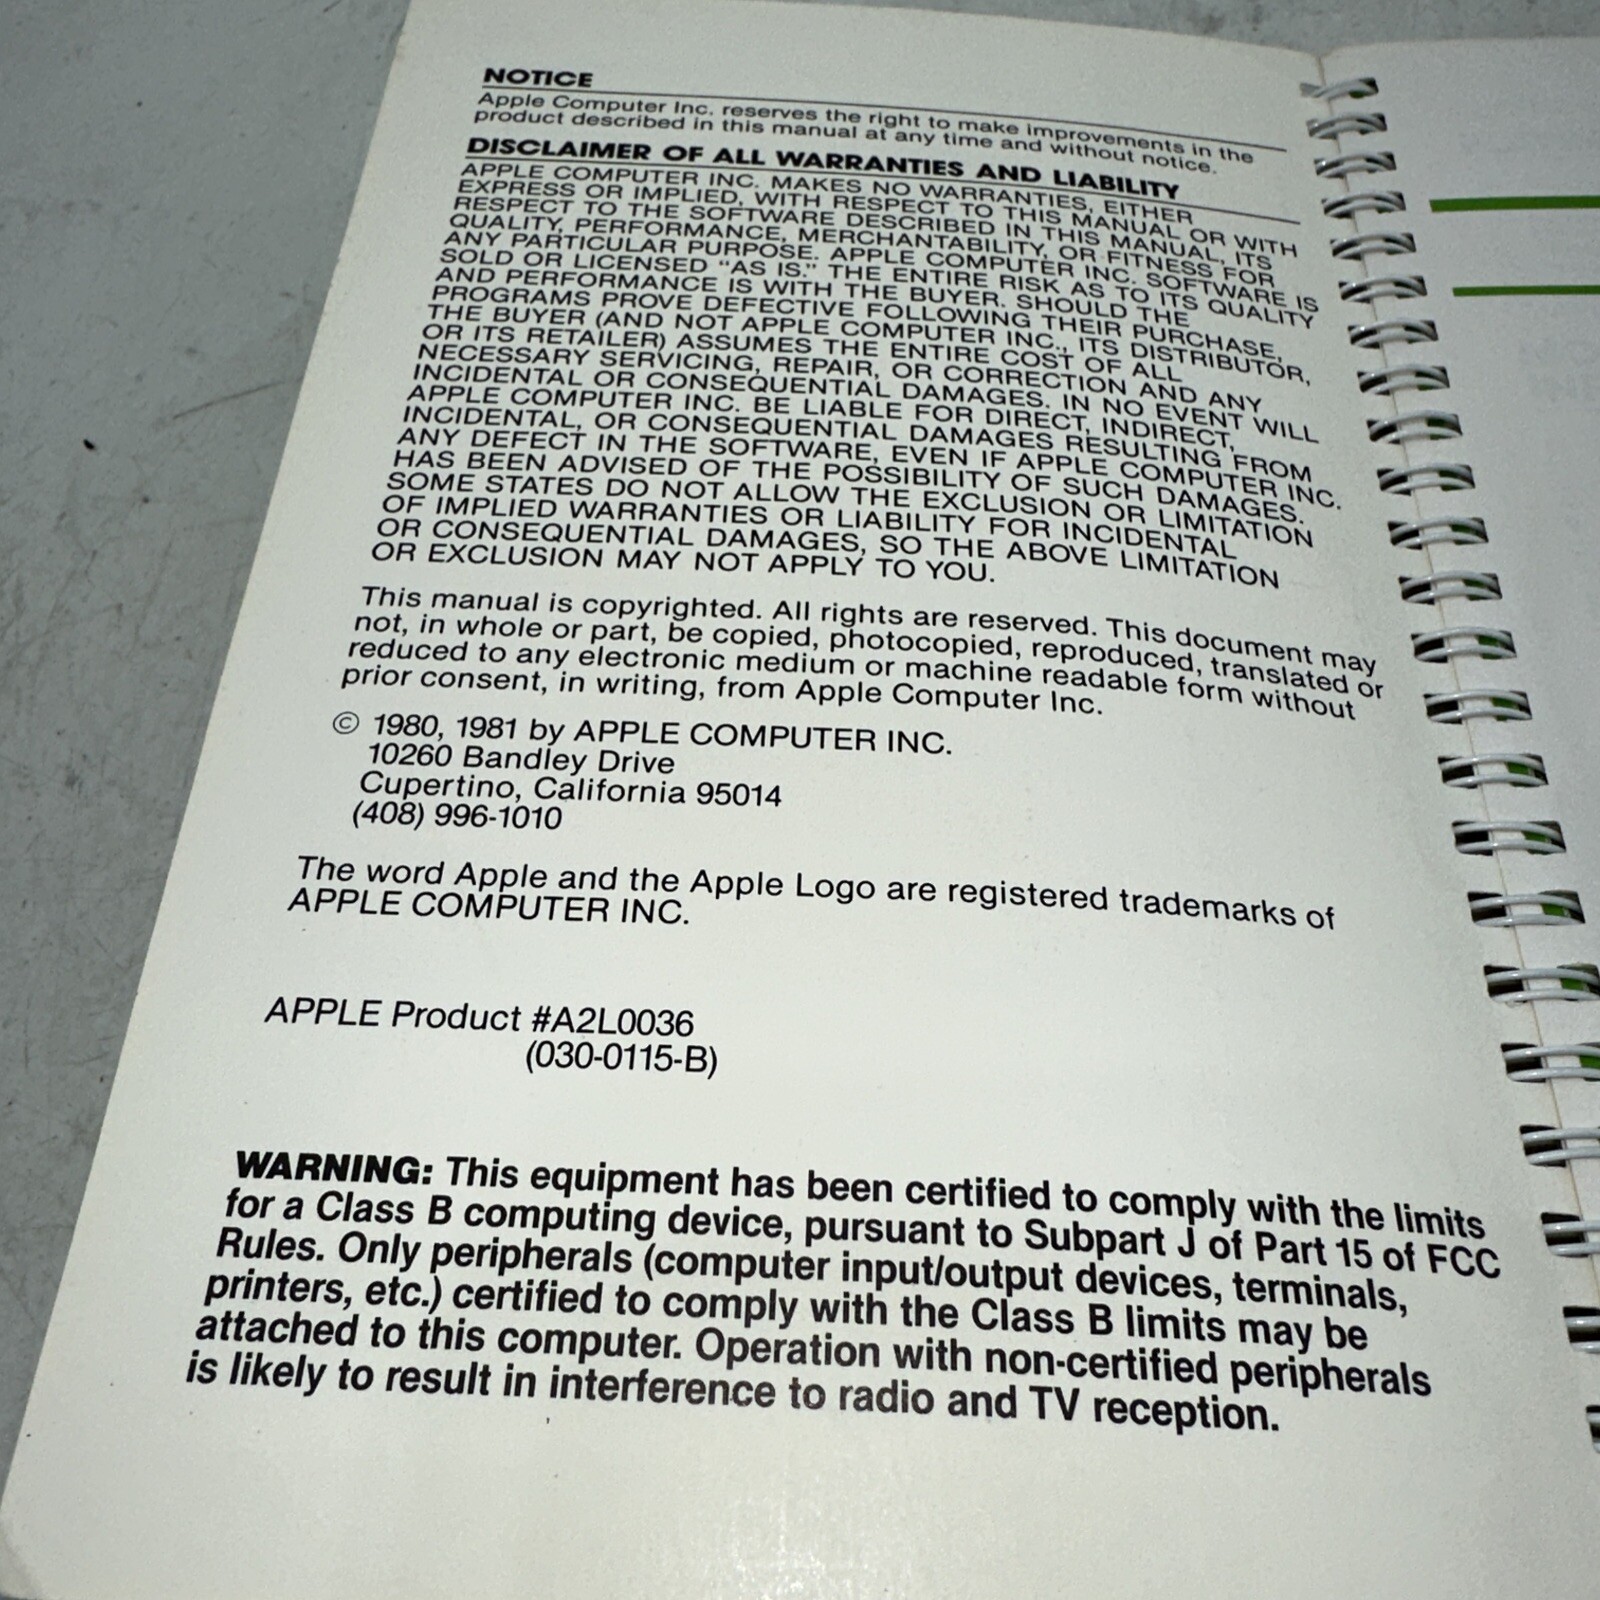 NOTICE
Apple Computer Inc. reserves the right to make improvements in the
product described in this manual at any time and without notice.
DISCLAIMER OF ALL WARRANTIES AND LIABILITY
APPLE COMPUTER INC. MAKES NO WARRANTIES, EITHER
EXPRESS OR IMPLIED, WITH RESPECT TO THIS MANUAL OR WITH
RESPECT TO THE SOFTWARE DESCRIBED IN THIS MANUAL, ITS
QUALITY, PERFORMANCE, MERCHANTABILITY, OR FITNESS FOR
ANY PARTICULAR PURPOSE. APPLE COMPUTER INC. SOFTWARE IS
SOLD OR LICENSED “AS IS.” THE ENTIRE RISK AS TO ITS QUALITY
AND PERFORMANCE IS WITH THE BUYER. SHOULD THE
PROGRAMS PROVE DEFECTIVE FOLLOWING THEIR PURCHASE,
THE BUYER (AND NOT APPLE COMPUTER INC., ITS DISTRIBUTOR,
OR ITS RETAILER) ASSUMES THE ENTIRE COST OF ALL
NECESSARY SERVICING, REPAIR, OR CORRECTION AND ANY
INCIDENTAL OR CONSEQUENTIAL DAMAGES. IN NO EVENT WILL
APPLE COMPUTER INC. BE LIABLE FOR DIRECT, INDIRECT,
INCIDENTAL, OR CONSEQUENTIAL DAMAGES RESULTING FROM
ANY DEFECT IN THE SOFTWARE, EVEN IF APPLE COMPUTER INC.
HAS BEEN ADVISED OF THE POSSIBILITY OF SUCH DAMAGES.
SOME STATES DO NOT ALLOW THE EXCLUSION OR LIMITATION
OF IMPLIED WARRANTIES OR LIABILITY FOR INCIDENTAL
OR CONSEQUENTIAL DAMAGES, SO THE ABOVE LIMITATION
OR EXCLUSION MAY NOT APPLY TO YOU.
This manual is copyrighted. All rights are reserved. This document may
not, in whole or part, be copied, photocopied, reproduced, translated or
reduced to any electronic medium or machine readable form without
prior consent, in writing, from Apple Computer Inc.
© 1980, 1981 by APPLE COMPUTER INC.
10260 Bandley Drive
Cupertino, California 95014
(408) 996-1010
The word Apple and the Apple Logo are registered trademarks of
APPLE COMPUTER INC.
APPLE Product #A2L0036
(030-0115-B)
WARNING: This equipment has been certified to comply with the limits
for a Class B computing device, pursuant to Subpart J of Part 15 of FCC
Rules. Only peripherals (computer input/output devices, terminals,
printers, etc.) certified to comply with the Class B limits may be
attached to this computer. Operation with non-certified peripherals
is likely to result in interference to radio and TV reception.